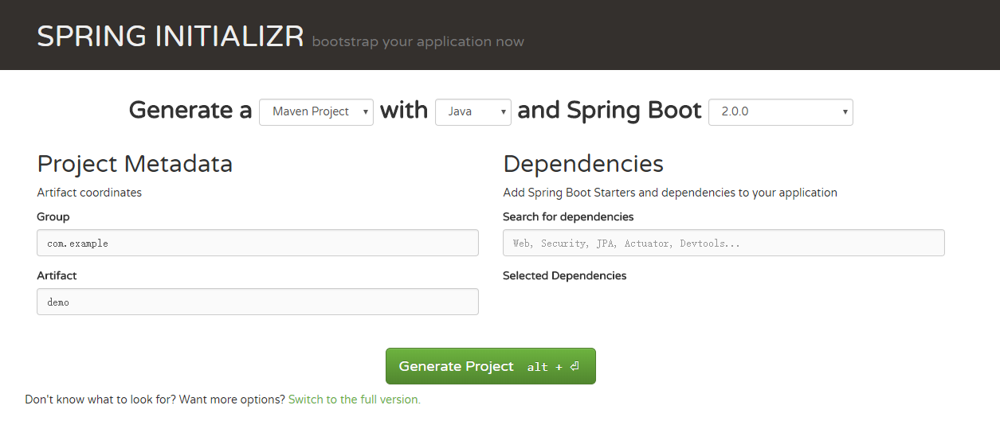 SPRING INITIALIZR bootstrap your application now
Generate a Maven Project with Java and Spring Boot 2.0.0
Project Metadata
Artifact coordinates
Group
com.example
Artifact
demo
Dependencies
Add Spring Boot Starters and dependencies to your application
Search for dependencies
Web, Security, JPA, Actuator, Devtools...
Selected Dependencies
Generate Project alt + ⏎
Don't know what to look for? Want more options? Switch to the full version.